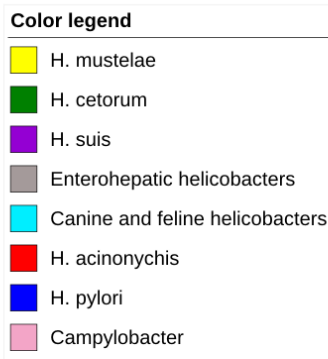 Color legend
H. mustelae
H. cetorum
H. suis
Enterohepatic helicobacters
Canine and feline helicobacters
H. acinonychis
H. pylori
Campylobacter